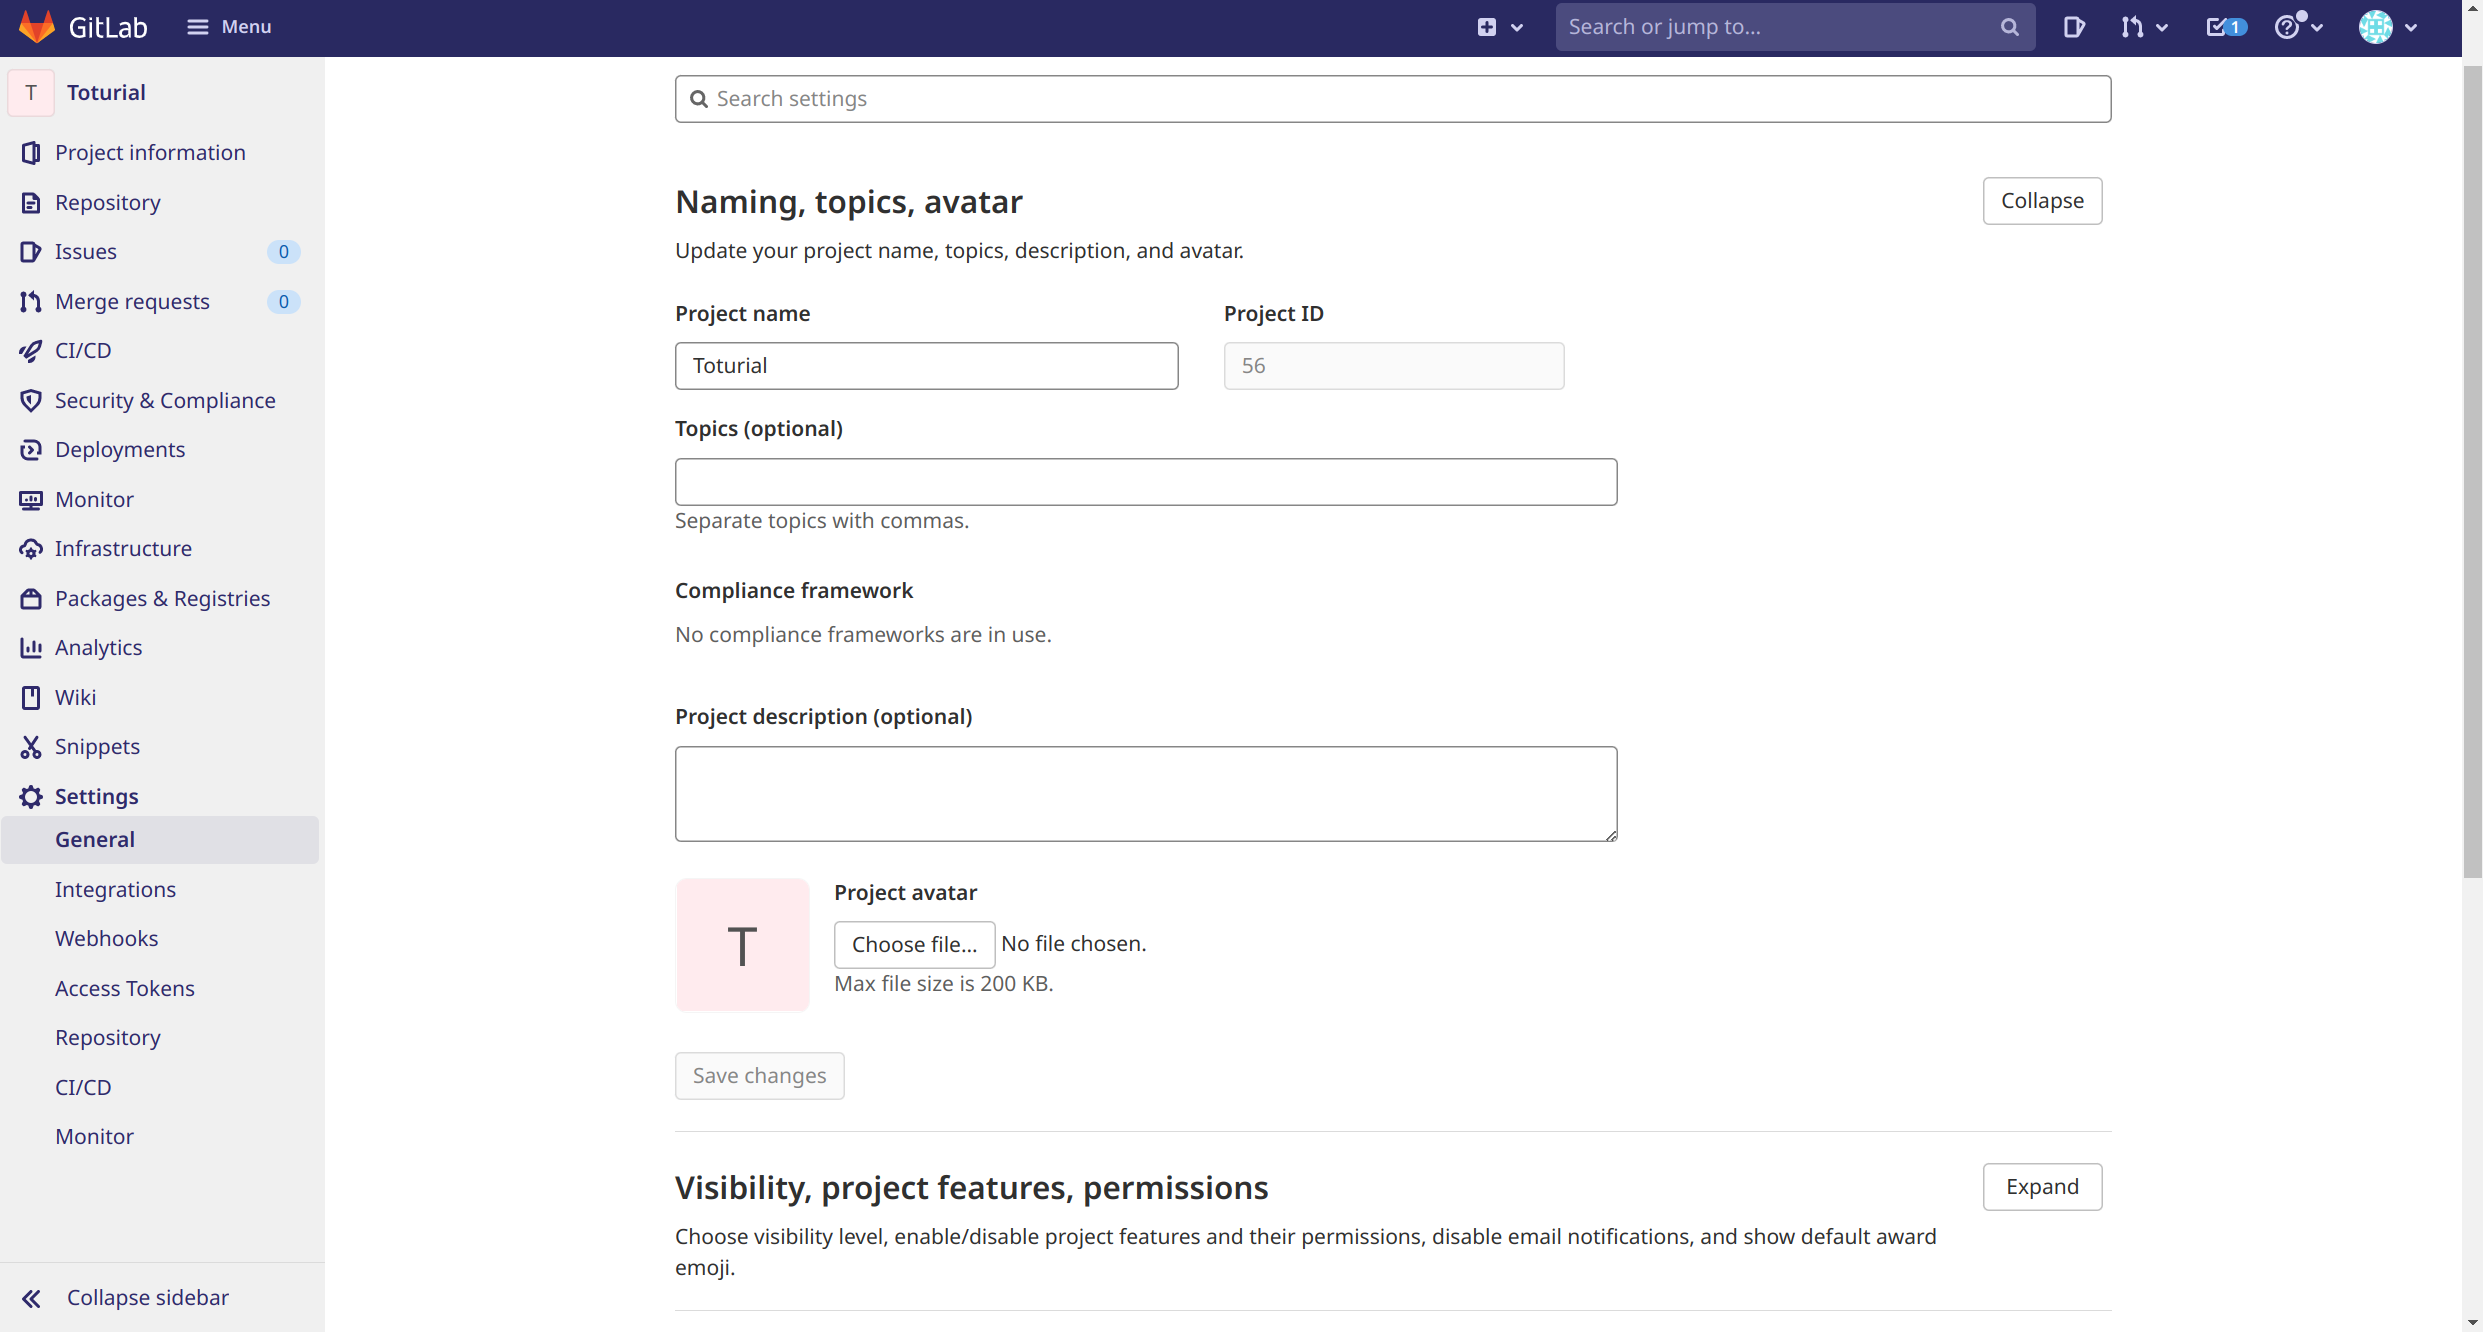 GitLab
Menu
Search or jump to...
1
T
Toturial
Project information
Repository
Issues
0
Merge requests
0
CI/CD
Security & Compliance
Deployments
Monitor
Infrastructure
Packages & Registries
Analytics
Wiki
Snippets
Settings
General
Integrations
Webhooks
Access Tokens
Repository
CI/CD
Monitor
Collapse sidebar
Search settings
Naming, topics, avatar
Collapse
Update your project name, topics, description, and avatar.
Project name
Project ID
Toturial
56
Topics (optional)
Separate topics with commas.
Compliance framework
No compliance frameworks are in use.
Project description (optional)
T
Project avatar
Choose file...
No file chosen.
Max file size is 200 KB.
Save changes
Visibility, project features, permissions
Expand
Choose visibility level, enable/disable project features and their permissions, disable email notifications, and show default award
emoji.